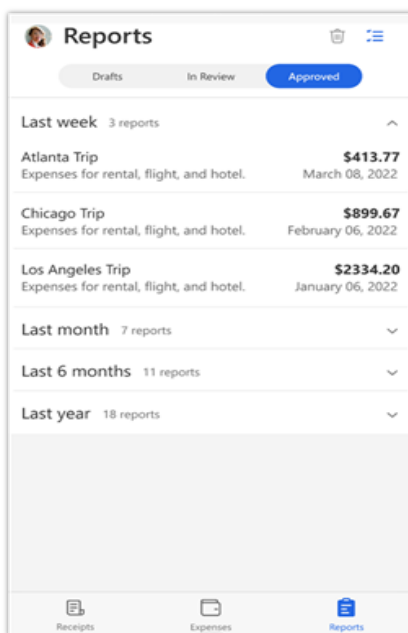 Reports
Drafts In Review Approved
Last week 3 reports
Atlanta Trip $413.77
Expenses for rental, flight, and hotel. March 08, 2022
Chicago Trip $899.67
Expenses for rental, flight, and hotel. February 06, 2022
Los Angeles Trip $2334.20
Expenses for rental, flight, and hotel. January 06, 2022
Last month 7 reports
Last 6 months 11 reports
Last year 18 reports
Receipts Expenses Reports